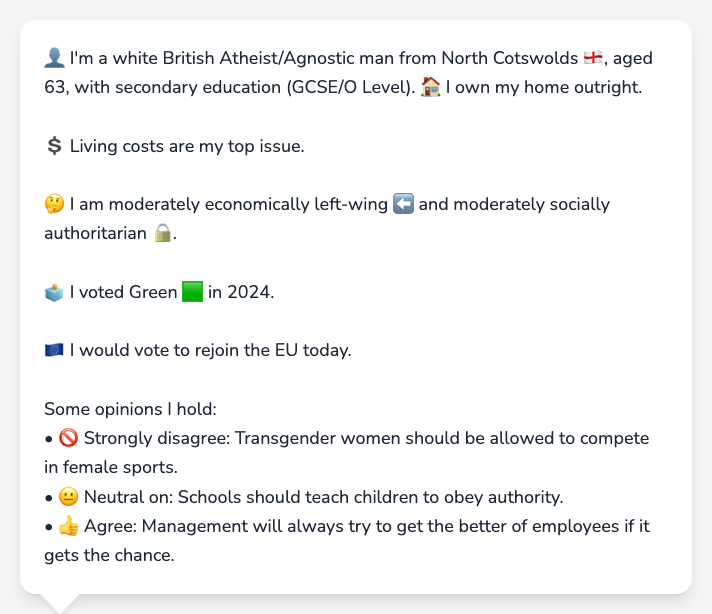 👤 I'm a white British Atheist/Agnostic man from North Cotswolds 🏴󠁧󠁢󠁥󠁮󠁧󠁿, aged
63, with secondary education (GCSE/O Level). 🏠 I own my home outright.
💲 Living costs are my top issue.
🤔 I am moderately economically left-wing ⬅️ and moderately socially
authoritarian 🔒.
🗳️ I voted Green 🟩 in 2024.
🇪🇺 I would vote to rejoin the EU today.
Some opinions I hold:
• 🚫 Strongly disagree: Transgender women should be allowed to compete
in female sports.
• 😐 Neutral on: Schools should teach children to obey authority.
• 👍 Agree: Management will always try to get the better of employees if it
gets the chance.